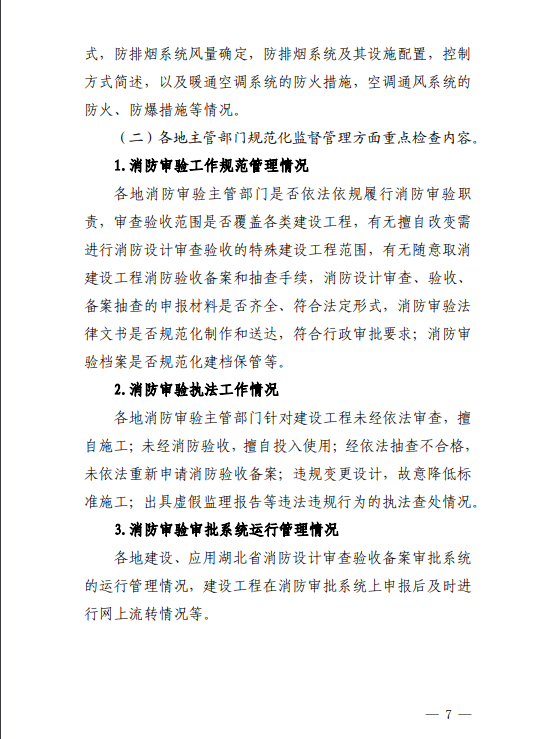 式，防排烟系统风量确定，防排烟系统及其设施配置，控制
方式简述，以及暖通空调系统的防火措施，空调通风系统的
防火、防爆措施等情况。
（二）各地主管部门规范化监督管理方面重点检查内容。
1.消防审验工作规范管理情况
各地消防审验主管部门是否依法依规履行消防审验职
责，审查验收范围是否覆盖各类建设工程，有无擅自改变需
进行消防设计审查验收的特殊建设工程范围，有无随意取消
建设工程消防验收备案和抽查手续，消防设计审查、验收、
备案抽查的申报材料是否齐全、符合法定形式，消防审验法
律文书是否规范化制作和送达，符合行政审批要求；消防审
验档案是否规范化建档保管等。
2.消防审验执法工作情况
各地消防审验主管部门针对建设工程未经依法审查，擅
自施工；未经消防验收，擅自投入使用；经依法抽查不合格，
未依法重新申请消防验收备案；违规变更设计，故意降低标
准施工；出具虚假监理报告等违法违规行为的执法查处情况。
3.消防审验审批系统运行管理情况
各地建设、应用湖北省消防设计审查验收备案审批系统
的运行管理情况，建设工程在消防审批系统上申报后及时进
行网上流转情况等。
— 7 —